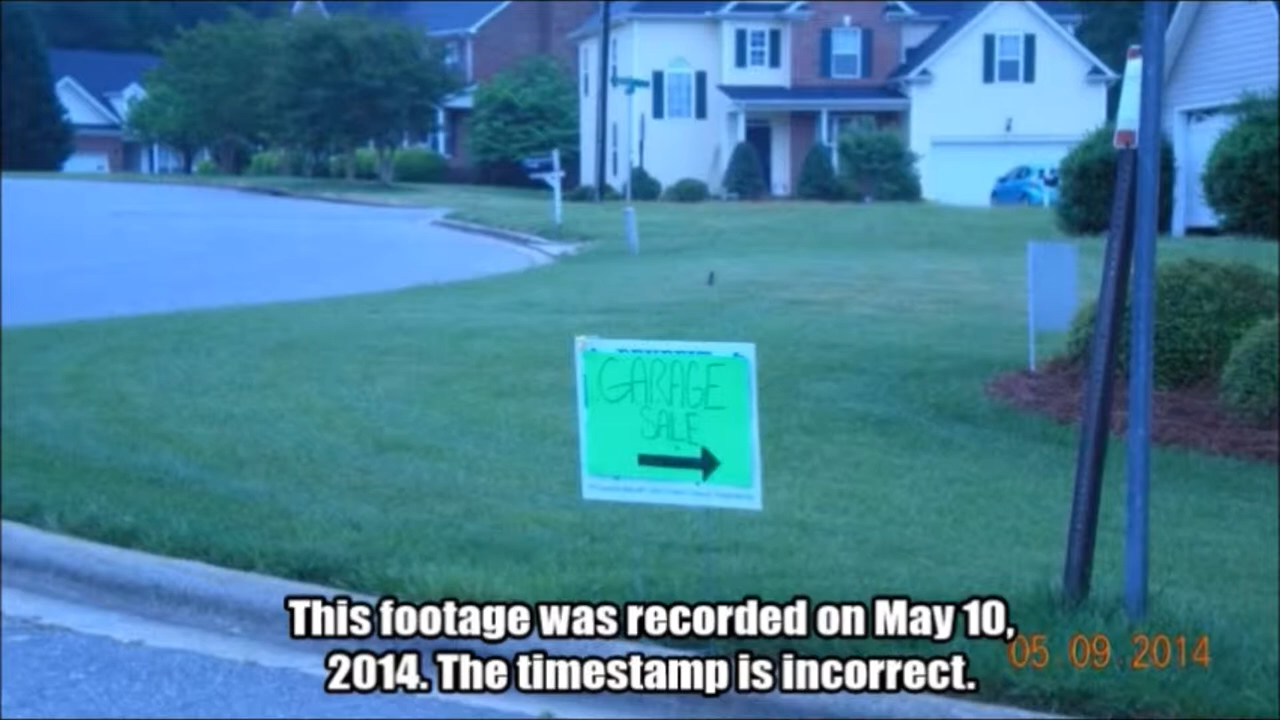 GARAGE
SALE
This footage was recorded on May 10,
2014. The timestamp is incorrect.
05 09 2014